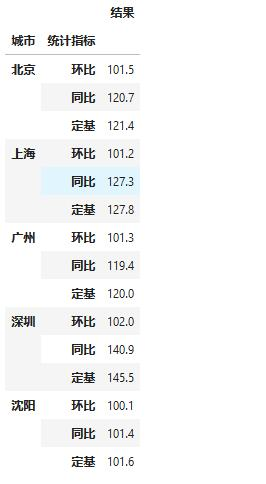 结果
城市 统计指标
北京 环比 101.5
同比 120.7
定基 121.4
上海 环比 101.2
同比 127.3
定基 127.8
广州 环比 101.3
同比 119.4
定基 120.0
深圳 环比 102.0
同比 140.9
定基 145.5
沈阳 环比 100.1
同比 101.4
定基 101.6